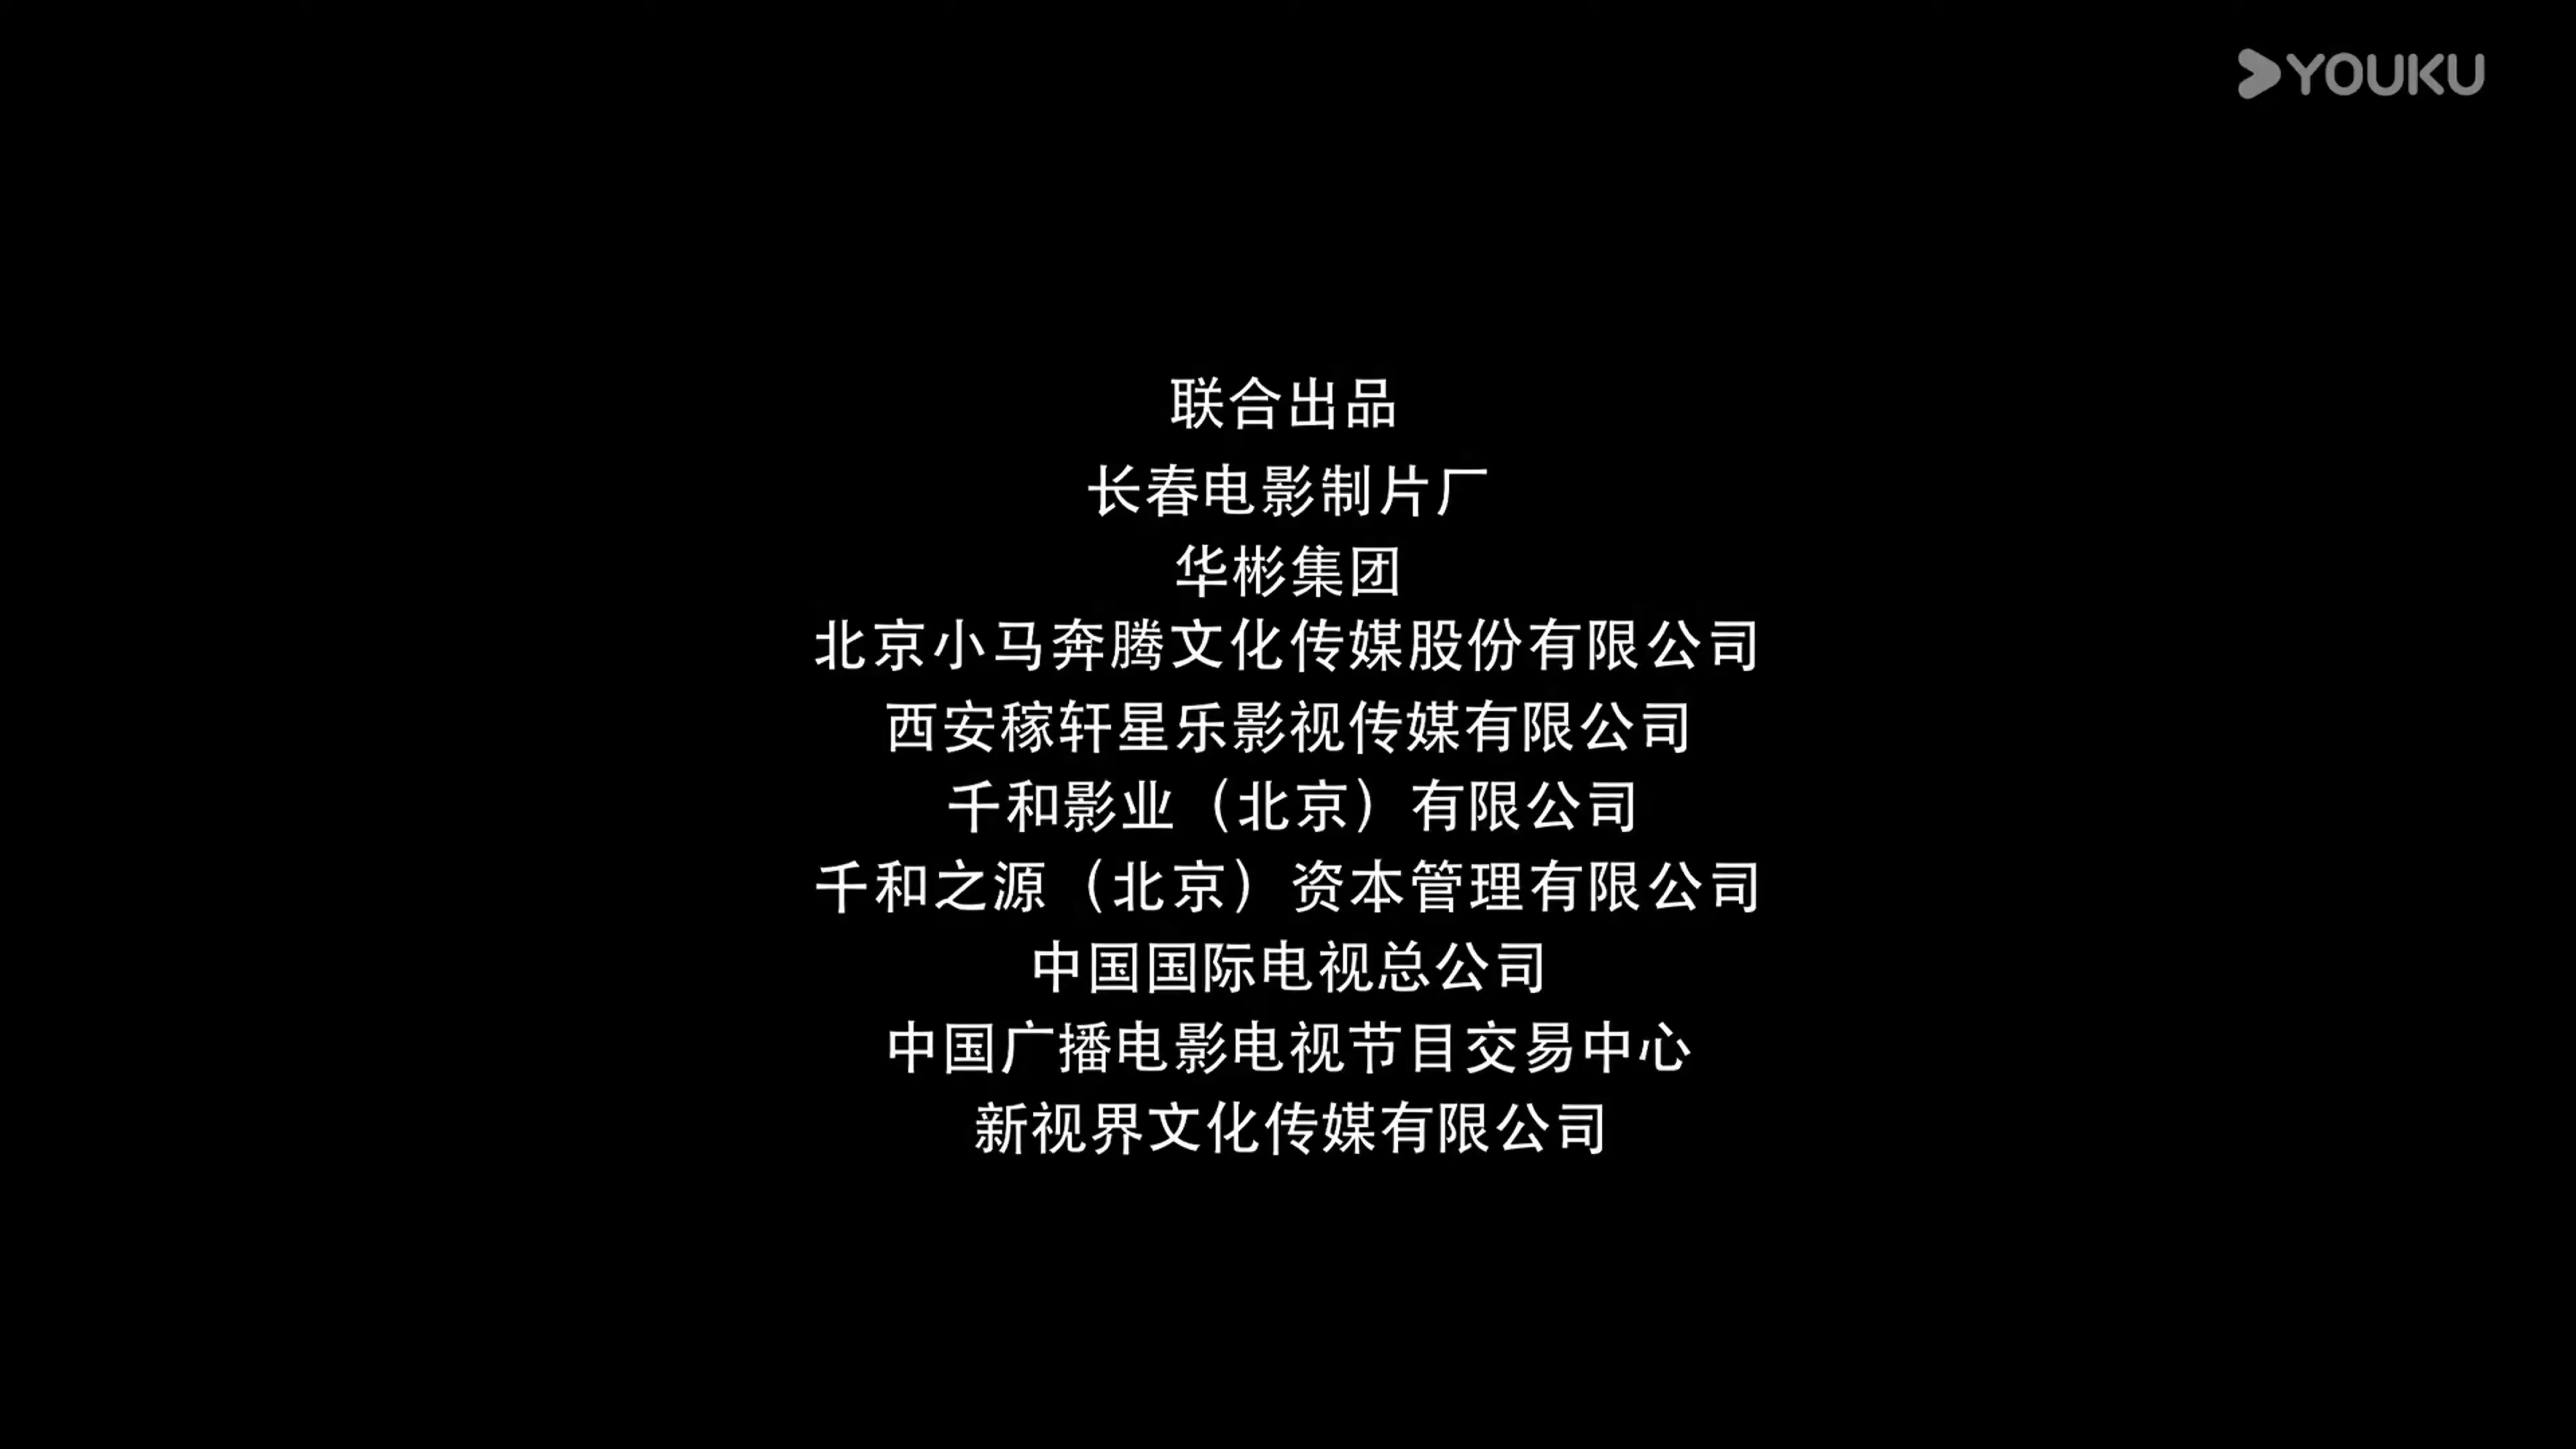 YOUKU
联合出品
长春电影制片厂
华彬集团
北京小马奔腾文化传媒股份有限公司
西安稼轩星乐影视传媒有限公司
千和影业（北京）有限公司
千和之源（北京）资本管理有限公司
中国国际电视总公司
中国广播电影电视节目交易中心
新视界文化传媒有限公司